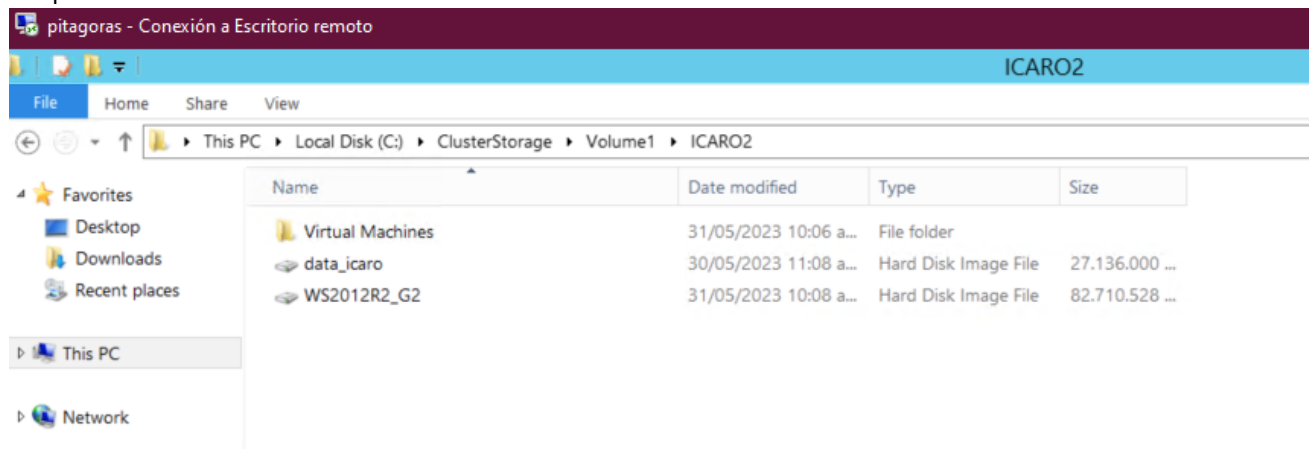 pitagoras - Conexión a Escritorio remoto
ICARO2
File Home Share View
This PC Local Disk (C:) ClusterStorage Volume1 ICARO2
Favorites
Desktop
Downloads
Recent places
This PC
Network
Name Date modified Type Size
Virtual Machines 31/05/2023 10:06 a... File folder
data_icaro 30/05/2023 11:08 a... Hard Disk Image File 27.136.000 ...
WS2012R2_G2 31/05/2023 10:08 a... Hard Disk Image File 82.710.528 ...